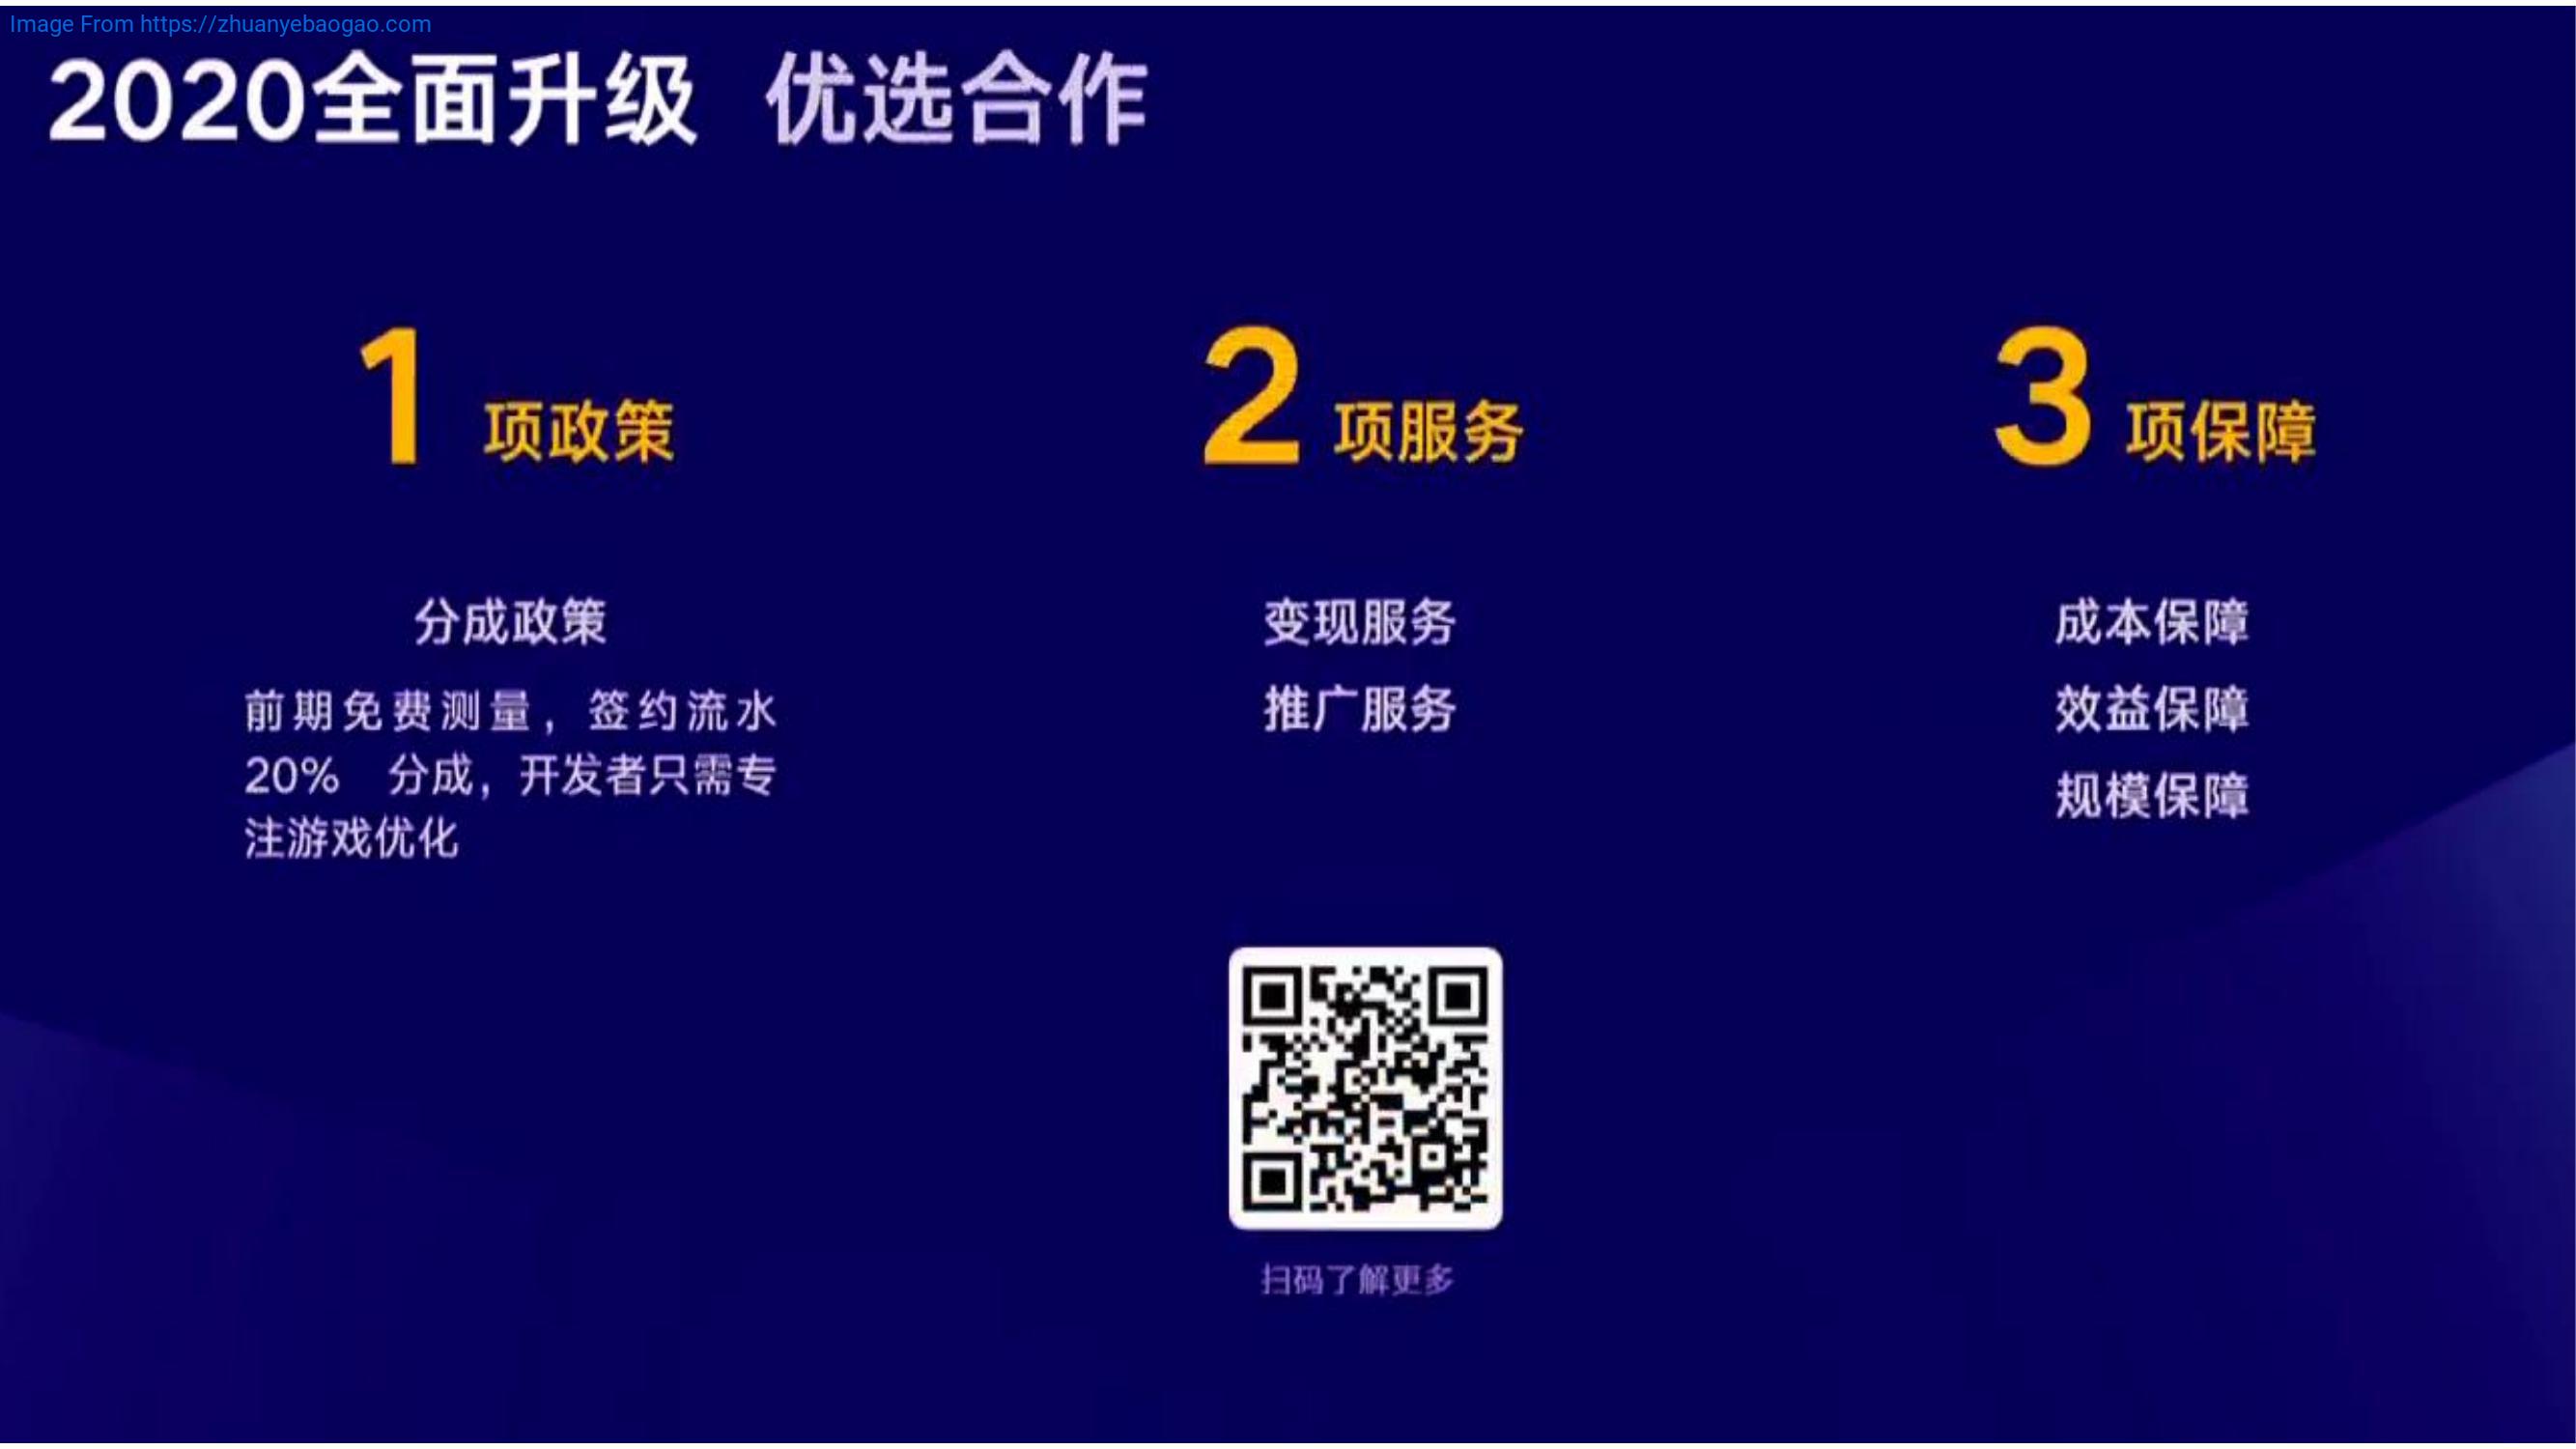 Image From https://zhuanyebaogao.com
2020全面升级 优选合作
1 项政策
分成政策
前期免费测量，签约流水
20% 分成，开发者只需专
注游戏优化
2 项服务
变现服务
推广服务
3 项保障
成本保障
效益保障
规模保障
扫码了解更多